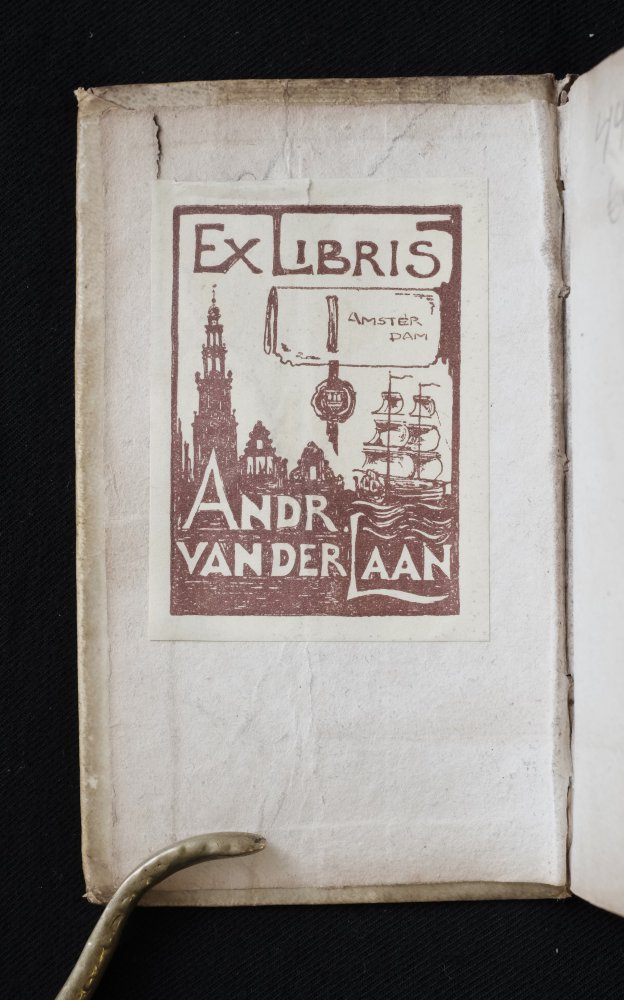 EX LIBRIS
AMSTER
DAM
ANDR.
VAN DER LAAN